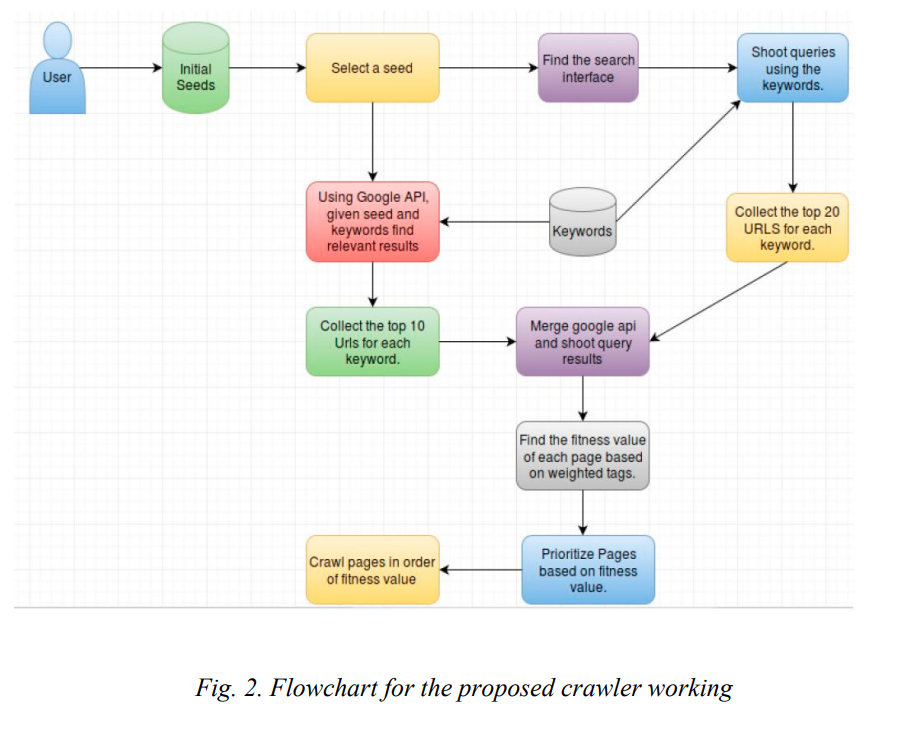 User
Initial
Seeds
Select a seed
Find the search
interface
Shoot queries
using the
keywords.
Using Google API,
given seed and
keywords find
relevant results
Keywords
Collect the top 20
URLS for each
keyword.
Collect the top 10
Urls for each
keyword.
Merge google api
and shoot query
results
Find the fitness value
of each page based
on weighted tags.
Crawl pages in order
of fitness value
Prioritize Pages
based on fitness
value.
Fig. 2. Flowchart for the proposed crawler working